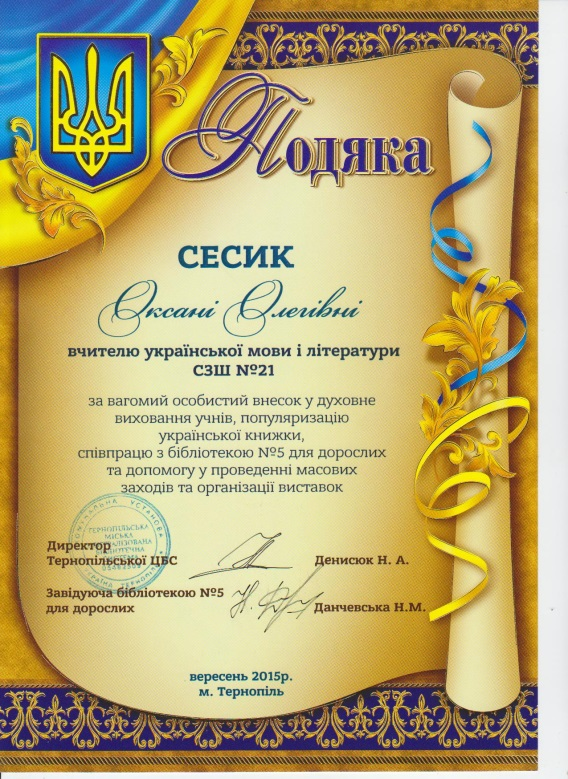 Подяка
СЕСИК
Оксані Олегівні
вчителю української мови і літератури
СЗШ №21
за вагомий особистий внесок у духовне
виховання учнів, популяризацію
української книжки,
співпрацю з бібліотекою №5 для дорослих
та допомогу у проведенні масових
заходів та організації виставок
Директор
Тернопільської ЦБС
Денисюк Н. А.
Завідуюча бібліотекою №5
для дорослих
Данчевська Н.М.
ТЕРНОПІЛЬСЬКА
МІСЬКА
вересень 2015р.
м. Тернопіль